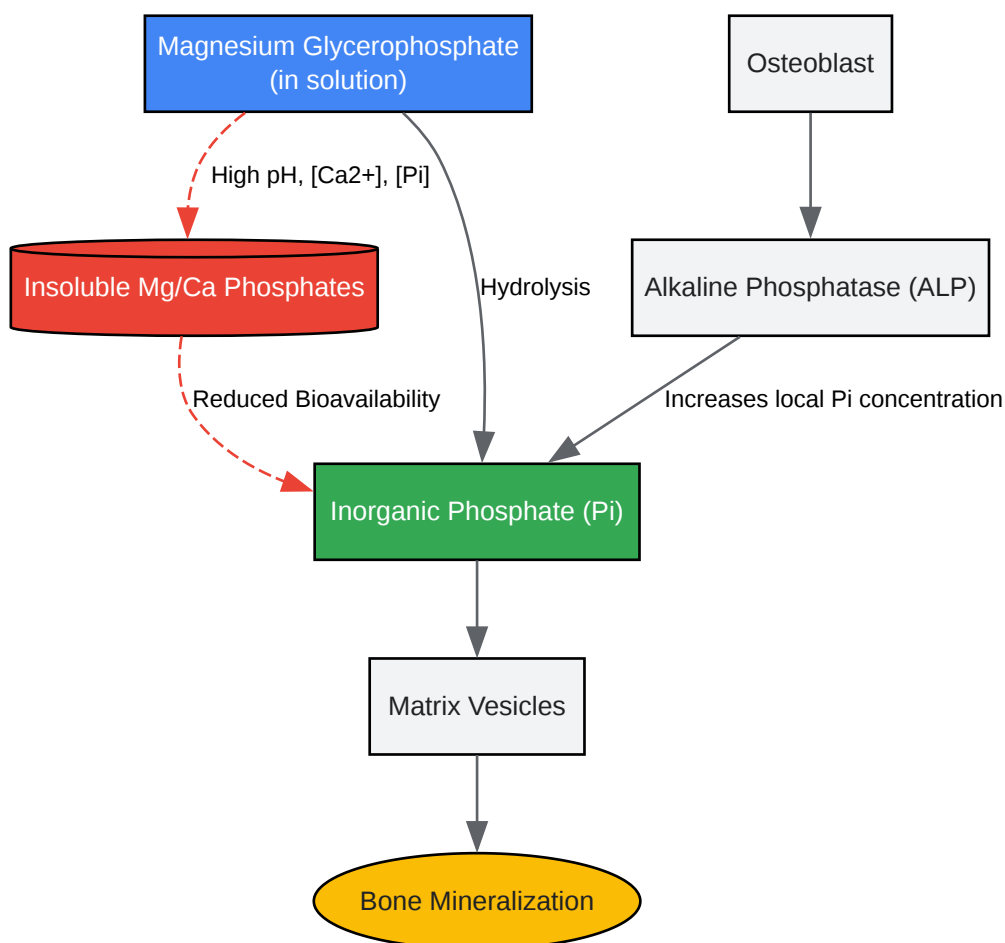 Magnesium Glycerophosphate
(in solution)
Osteoblast
High pH, [Ca2+], [Pi]
Insoluble Mg/Ca Phosphates
Hydrolysis
Alkaline Phosphatase (ALP)
Reduced Bioavailability
Increases local Pi concentration
Inorganic Phosphate (Pi)
Matrix Vesicles
Bone Mineralization